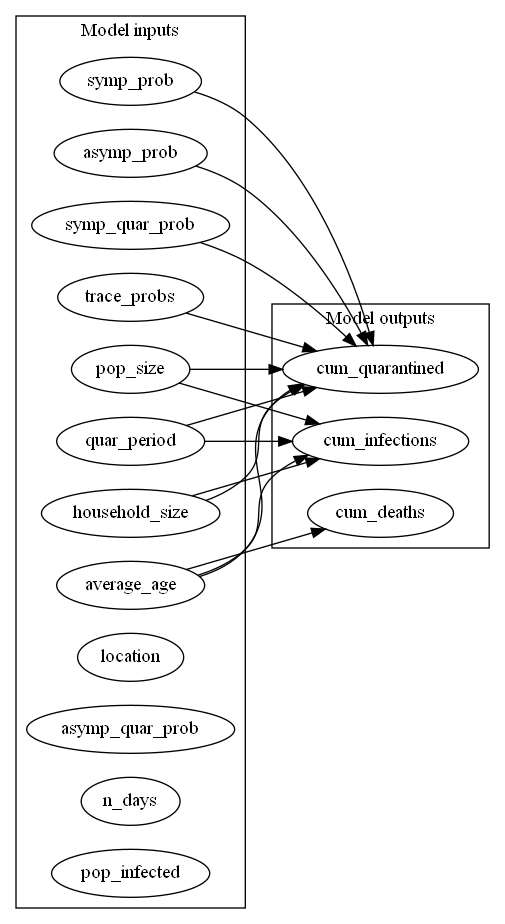 Model inputs
symp_prob
asymp_prob
symp_quar_prob
trace_probs
pop_size
quar_period
household_size
average_age
location
asymp_quar_prob
n_days
pop_infected
Model outputs
cum_quarantined
cum_infections
cum_deaths